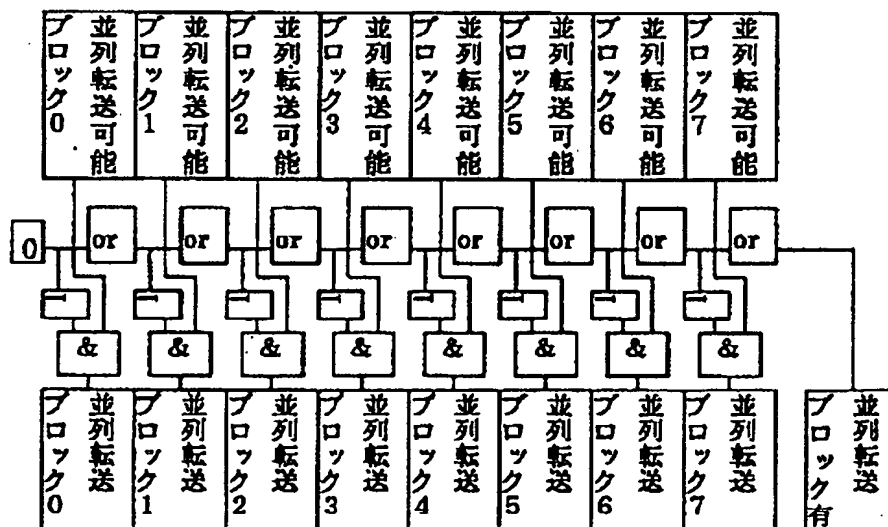 並列転送可能
ブロック0
並列転送可能
ブロック1
並列転送可能
ブロック2
並列転送可能
ブロック3
並列転送可能
ブロック4
並列転送可能
ブロック5
並列転送可能
ブロック6
並列転送可能
ブロック7
0
or
or
or
or
or
or
or
or
¬
¬
¬
¬
¬
¬
¬
¬
&
&
&
&
&
&
&
&
並列転送
ブロック0
並列転送
ブロック1
並列転送
ブロック2
並列転送
ブロック3
並列転送
ブロック4
並列転送
ブロック5
並列転送
ブロック6
並列転送
ブロック7
並列転送
ブロック有